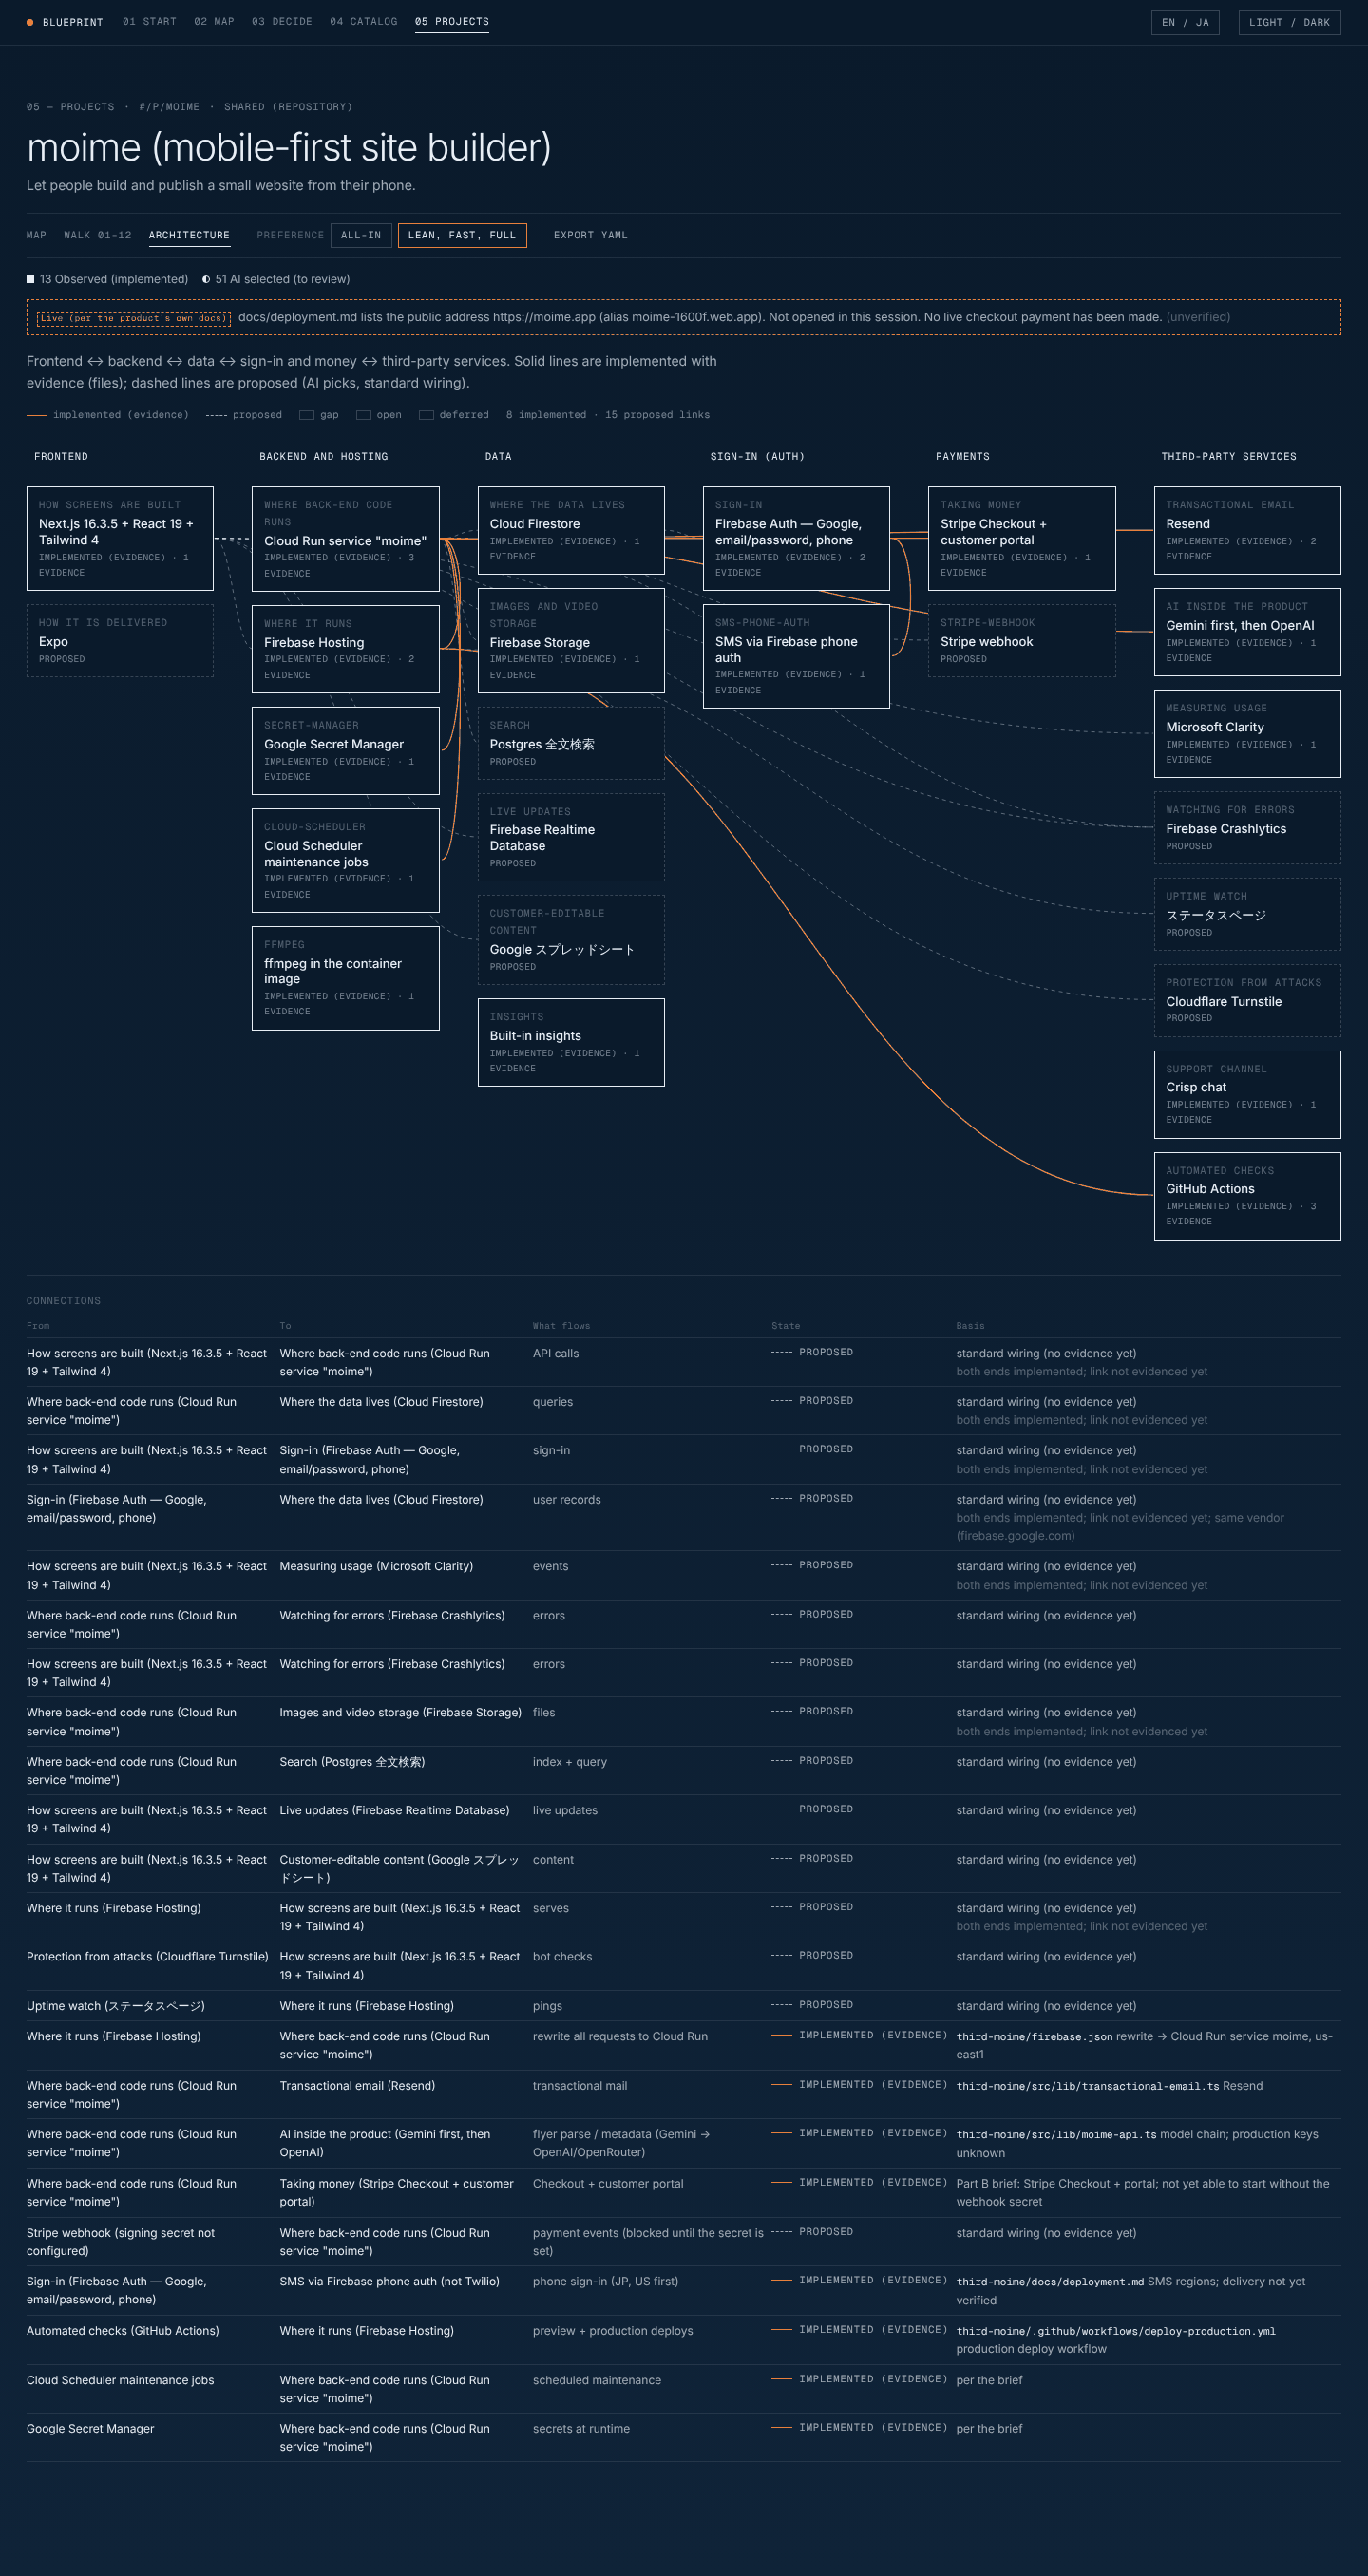 BLUEPRINT 01 START 02 MAP 03 DECIDE 04 CATALOG 05 PROJECTS EN / JA LIGHT / DARK
05 — PROJECTS · #/P/MOIME · SHARED (REPOSITORY)
moime (mobile-first site builder)
Let people build and publish a small website from their phone.
MAP WALK 01–12 ARCHITECTURE PREFERENCE ALL-IN LEAN, FAST, FULL EXPORT YAML
13 Observed (implemented) 51 AI selected (to review)
Live (per the product's own docs) docs/deployment.md lists the public address https://moime.app (alias moime-1600f.web.app). Not opened in this session. No live checkout payment has been made. (unverified)
Frontend ↔ backend ↔ data ↔ sign-in and money ↔ third-party services. Solid lines are implemented with
evidence (files); dashed lines are proposed (AI picks, standard wiring).
implemented (evidence) proposed gap open deferred 8 implemented · 15 proposed links
FRONTEND
HOW SCREENS ARE BUILT
Next.js 16.3.5 + React 19 +
Tailwind 4
IMPLEMENTED (EVIDENCE) · 1
EVIDENCE
HOW IT IS DELIVERED
Expo
PROPOSED
BACKEND AND HOSTING
WHERE BACK-END CODE
RUNS
Cloud Run service "moime"
IMPLEMENTED (EVIDENCE) · 3
EVIDENCE
WHERE IT RUNS
Firebase Hosting
IMPLEMENTED (EVIDENCE) · 2
EVIDENCE
SECRET-MANAGER
Google Secret Manager
IMPLEMENTED (EVIDENCE) · 1
EVIDENCE
CLOUD-SCHEDULER
Cloud Scheduler
maintenance jobs
IMPLEMENTED (EVIDENCE) · 1
EVIDENCE
FFMPEG
ffmpeg in the container
image
IMPLEMENTED (EVIDENCE) · 1
EVIDENCE
DATA
WHERE THE DATA LIVES
Cloud Firestore
IMPLEMENTED (EVIDENCE) · 1
EVIDENCE
IMAGES AND VIDEO
STORAGE
Firebase Storage
IMPLEMENTED (EVIDENCE) · 1
EVIDENCE
SEARCH
Postgres 全文検索
PROPOSED
LIVE UPDATES
Firebase Realtime
Database
PROPOSED
CUSTOMER-EDITABLE
CONTENT
Google スプレッドシート
PROPOSED
INSIGHTS
Built-in insights
IMPLEMENTED (EVIDENCE) · 1
EVIDENCE
SIGN-IN (AUTH)
SIGN-IN
Firebase Auth — Google,
email/password, phone
IMPLEMENTED (EVIDENCE) · 2
EVIDENCE
SMS-PHONE-AUTH
SMS via Firebase phone
auth
IMPLEMENTED (EVIDENCE) · 1
EVIDENCE
PAYMENTS
TAKING MONEY
Stripe Checkout +
customer portal
IMPLEMENTED (EVIDENCE) · 1
EVIDENCE
STRIPE-WEBHOOK
Stripe webhook
PROPOSED
THIRD-PARTY SERVICES
TRANSACTIONAL EMAIL
Resend
IMPLEMENTED (EVIDENCE) · 2
EVIDENCE
AI INSIDE THE PRODUCT
Gemini first, then OpenAI
IMPLEMENTED (EVIDENCE) · 1
EVIDENCE
MEASURING USAGE
Microsoft Clarity
IMPLEMENTED (EVIDENCE) · 1
EVIDENCE
WATCHING FOR ERRORS
Firebase Crashlytics
PROPOSED
UPTIME WATCH
ステータスページ
PROPOSED
PROTECTION FROM ATTACKS
Cloudflare Turnstile
PROPOSED
SUPPORT CHANNEL
Crisp chat
IMPLEMENTED (EVIDENCE) · 1
EVIDENCE
AUTOMATED CHECKS
GitHub Actions
IMPLEMENTED (EVIDENCE) · 3
EVIDENCE
CONNECTIONS
From To What flows State Basis
How screens are built (Next.js 16.3.5 + React Where back-end code runs (Cloud Run API calls PROPOSED standard wiring (no evidence yet)
19 + Tailwind 4) service "moime") both ends implemented; link not evidenced yet
Where back-end code runs (Cloud Run Where the data lives (Cloud Firestore) queries PROPOSED standard wiring (no evidence yet)
service "moime") both ends implemented; link not evidenced yet
How screens are built (Next.js 16.3.5 + React Sign-in (Firebase Auth — Google, sign-in PROPOSED standard wiring (no evidence yet)
19 + Tailwind 4) email/password, phone) both ends implemented; link not evidenced yet
Sign-in (Firebase Auth — Google, Where the data lives (Cloud Firestore) user records PROPOSED standard wiring (no evidence yet)
email/password, phone) both ends implemented; link not evidenced yet; same vendor
(firebase.google.com)
How screens are built (Next.js 16.3.5 + React Measuring usage (Microsoft Clarity) events PROPOSED standard wiring (no evidence yet)
19 + Tailwind 4) both ends implemented; link not evidenced yet
Where back-end code runs (Cloud Run Watching for errors (Firebase Crashlytics) errors PROPOSED standard wiring (no evidence yet)
service "moime")
How screens are built (Next.js 16.3.5 + React Watching for errors (Firebase Crashlytics) errors PROPOSED standard wiring (no evidence yet)
19 + Tailwind 4)
Where back-end code runs (Cloud Run Images and video storage (Firebase Storage) files PROPOSED standard wiring (no evidence yet)
service "moime") both ends implemented; link not evidenced yet
Where back-end code runs (Cloud Run Search (Postgres 全文検索) index + query PROPOSED standard wiring (no evidence yet)
service "moime")
How screens are built (Next.js 16.3.5 + React Live updates (Firebase Realtime Database) live updates PROPOSED standard wiring (no evidence yet)
19 + Tailwind 4)
How screens are built (Next.js 16.3.5 + React Customer-editable content (Google スプレッ content PROPOSED standard wiring (no evidence yet)
19 + Tailwind 4) ドシート)
Where it runs (Firebase Hosting) How screens are built (Next.js 16.3.5 + React serves PROPOSED standard wiring (no evidence yet)
19 + Tailwind 4) both ends implemented; link not evidenced yet
Protection from attacks (Cloudflare Turnstile) How screens are built (Next.js 16.3.5 + React bot checks PROPOSED standard wiring (no evidence yet)
19 + Tailwind 4)
Uptime watch (ステータスページ) Where it runs (Firebase Hosting) pings PROPOSED standard wiring (no evidence yet)
Where it runs (Firebase Hosting) Where back-end code runs (Cloud Run rewrite all requests to Cloud Run IMPLEMENTED (EVIDENCE) third-moime/firebase.json rewrite → Cloud Run service moime, us-
service "moime") east1
Where back-end code runs (Cloud Run Transactional email (Resend) transactional mail IMPLEMENTED (EVIDENCE) third-moime/src/lib/transactional-email.ts Resend
service "moime")
Where back-end code runs (Cloud Run AI inside the product (Gemini first, then flyer parse / metadata (Gemini → IMPLEMENTED (EVIDENCE) third-moime/src/lib/moime-api.ts model chain; production keys
service "moime") OpenAI) OpenAI/OpenRouter) unknown
Where back-end code runs (Cloud Run Taking money (Stripe Checkout + customer Checkout + customer portal IMPLEMENTED (EVIDENCE) Part B brief: Stripe Checkout + portal; not yet able to start without the
service "moime") portal) webhook secret
Stripe webhook (signing secret not Where back-end code runs (Cloud Run payment events (blocked until the secret is PROPOSED standard wiring (no evidence yet)
configured) service "moime") set)
Sign-in (Firebase Auth — Google, SMS via Firebase phone auth (not Twilio) phone sign-in (JP, US first) IMPLEMENTED (EVIDENCE) third-moime/docs/deployment.md SMS regions; delivery not yet
email/password, phone) verified
Automated checks (GitHub Actions) Where it runs (Firebase Hosting) preview + production deploys IMPLEMENTED (EVIDENCE) third-moime/.github/workflows/deploy-production.yml
production deploy workflow
Cloud Scheduler maintenance jobs Where back-end code runs (Cloud Run scheduled maintenance IMPLEMENTED (EVIDENCE) per the brief
service "moime")
Google Secret Manager Where back-end code runs (Cloud Run secrets at runtime IMPLEMENTED (EVIDENCE) per the brief
service "moime")